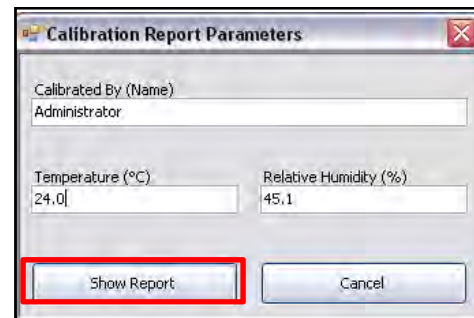 Calibration Report Parameters
Calibrated By (Name)
Administrator
Temperature (°C) Relative Humidity (%)
24.0 45.1
Show Report Cancel